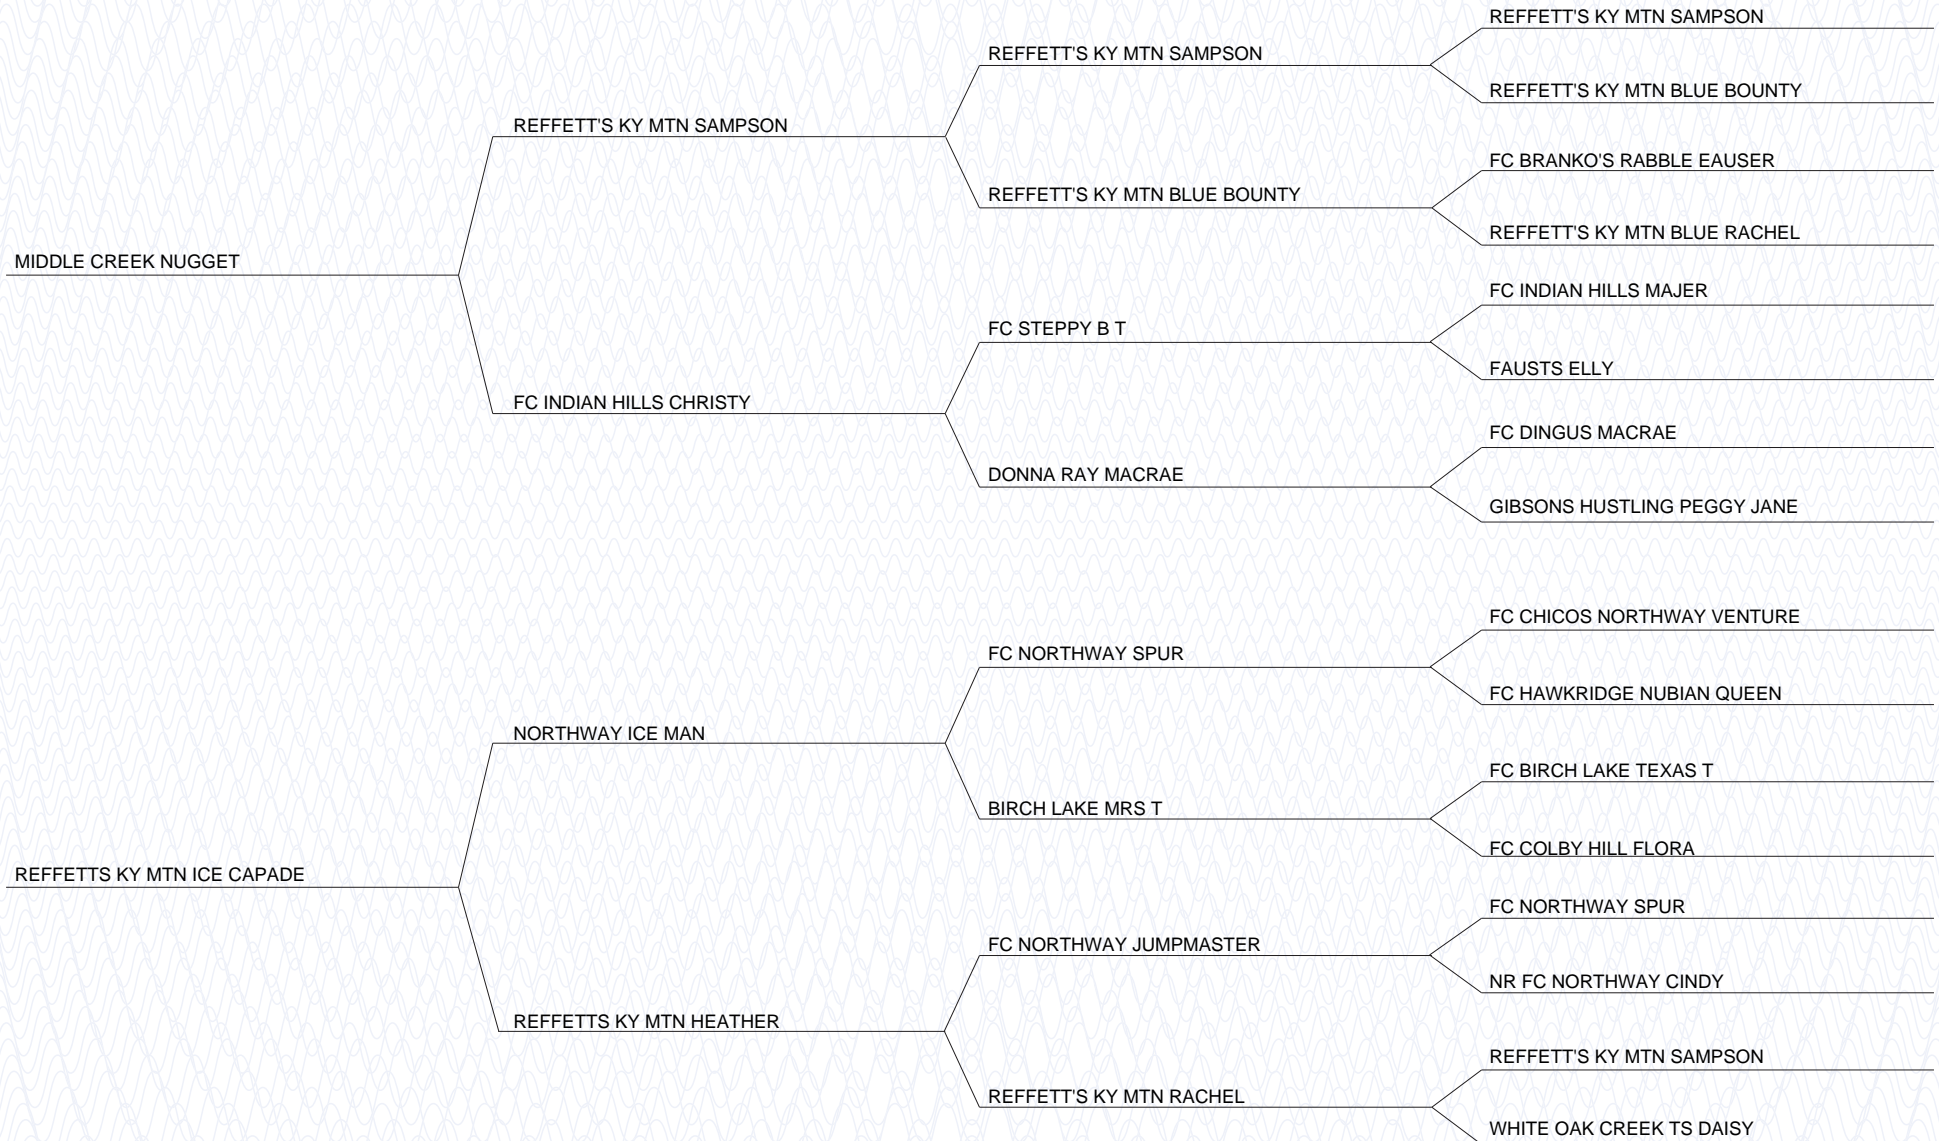 REFFETT'S KY MTN SAMPSON
REFFETT'S KY MTN SAMPSON
REFFETT'S KY MTN BLUE BOUNTY
REFFETT'S KY MTN SAMPSON
FC BRANKO'S RABBLE EAUSER
REFFETT'S KY MTN BLUE BOUNTY
REFFETT'S KY MTN BLUE RACHEL
MIDDLE CREEK NUGGET
FC INDIAN HILLS MAJER
FC STEPPY B T
FAUSTS ELLY
FC INDIAN HILLS CHRISTY
FC DINGUS MACRAE
DONNA RAY MACRAE
GIBSONS HUSTLING PEGGY JANE
FC CHICOS NORTHWAY VENTURE
FC NORTHWAY SPUR
FC HAWKRIDGE NUBIAN QUEEN
NORTHWAY ICE MAN
FC BIRCH LAKE TEXAS T
BIRCH LAKE MRS T
FC COLBY HILL FLORA
REFFETTS KY MTN ICE CAPADE
FC NORTHWAY SPUR
FC NORTHWAY JUMPMASTER
NR FC NORTHWAY CINDY
REFFETTS KY MTN HEATHER
REFFETT'S KY MTN SAMPSON
REFFETT'S KY MTN RACHEL
WHITE OAK CREEK TS DAISY